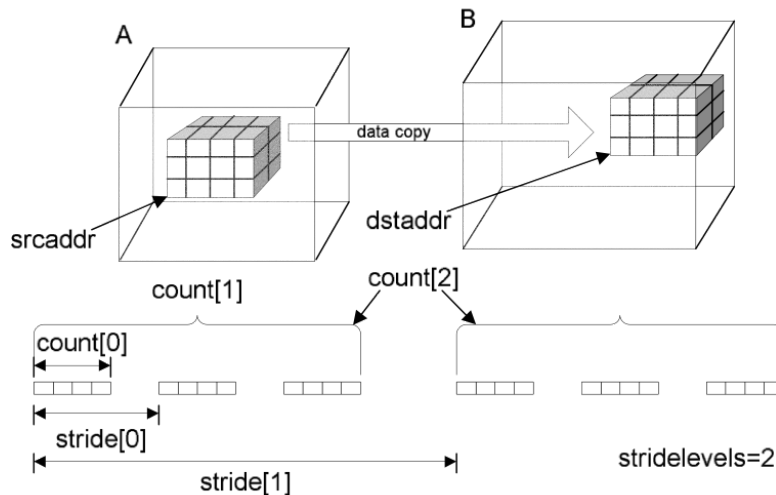 A
B
data copy
srcaddr
dstaddr
count[1]
count[2]
count[0]
stride[0]
stride[1]
stridelevels=2